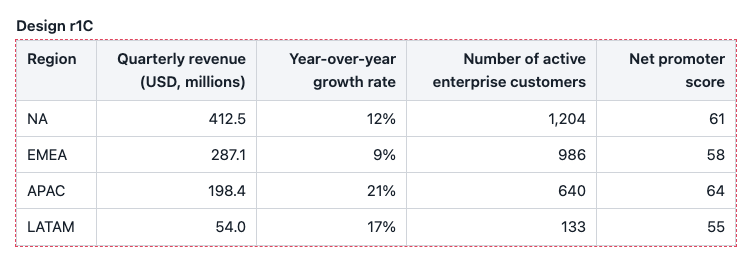 Design r1C
Region Quarterly revenue (USD, millions) Year-over-year growth rate Number of active enterprise customers Net promoter score
NA 412.5 12% 1,204 61
EMEA 287.1 9% 986 58
APAC 198.4 21% 640 64
LATAM 54.0 17% 133 55